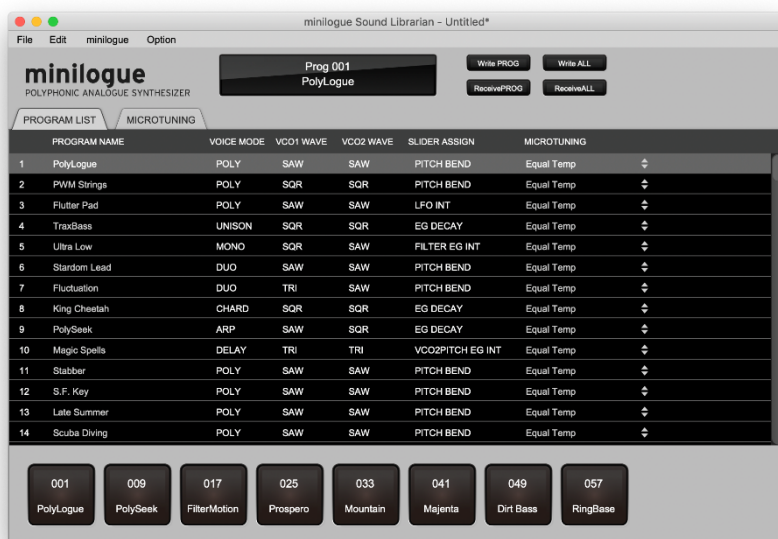 minilogue Sound Librarian - Untitled*
File Edit minilogue Option
minilogue
POLYPHONIC ANALOGUE SYNTHESIZER
Prog 001
PolyLogue
Write PROG Write ALL
ReceivePROG ReceiveALL
PROGRAM LIST MICROTUNING
PROGRAM NAME VOICE MODE VCO1 WAVE VCO2 WAVE SLIDER ASSIGN MICROTUNING
1 PolyLogue POLY SAW SAW PITCH BEND Equal Temp
2 PWM Strings POLY SQR SQR PITCH BEND Equal Temp
3 Flutter Pad POLY SAW SAW LFO INT Equal Temp
4 TraxBass UNISON SQR SQR EG DECAY Equal Temp
5 Ultra Low MONO SQR SAW FILTER EG INT Equal Temp
6 Stardom Lead DUO SAW SAW PITCH BEND Equal Temp
7 Fluctuation DUO TRI SAW PITCH BEND Equal Temp
8 King Cheetah CHARD SQR SQR EG DECAY Equal Temp
9 PolySeek ARP SAW SQR EG DECAY Equal Temp
10 Magic Spells DELAY TRI TRI VCO2PITCH EG INT Equal Temp
11 Stabber POLY SAW SAW PITCH BEND Equal Temp
12 S.F. Key POLY SAW SAW PITCH BEND Equal Temp
13 Late Summer POLY SAW SAW PITCH BEND Equal Temp
14 Scuba Diving POLY SAW SAW PITCH BEND Equal Temp
001 009 017 025 033 041 049 057
PolyLogue PolySeek FilterMotion Prospero Mountain Majenta Dirt Bass RingBase